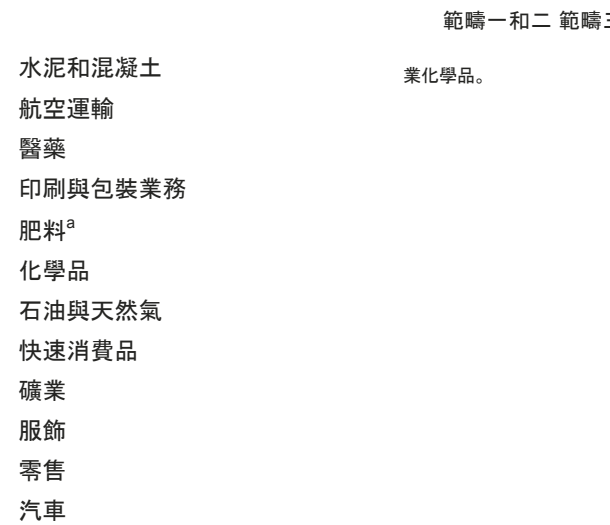 範疇一和二 範疇三
水泥和混凝土
業化學品。
航空運輸
醫藥
印刷與包裝業務
肥料a
化學品
石油與天然氣
快速消費品
礦業
服飾
零售
汽車